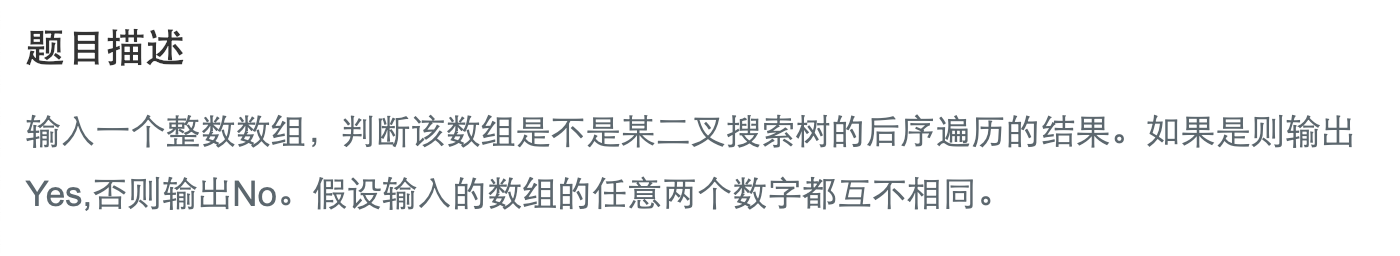 题目描述
输入一个整数数组，判断该数组是不是某二叉搜索树的后序遍历的结果。如果是则输出
Yes,否则输出No。假设输入的数组的任意两个数字都互不相同。